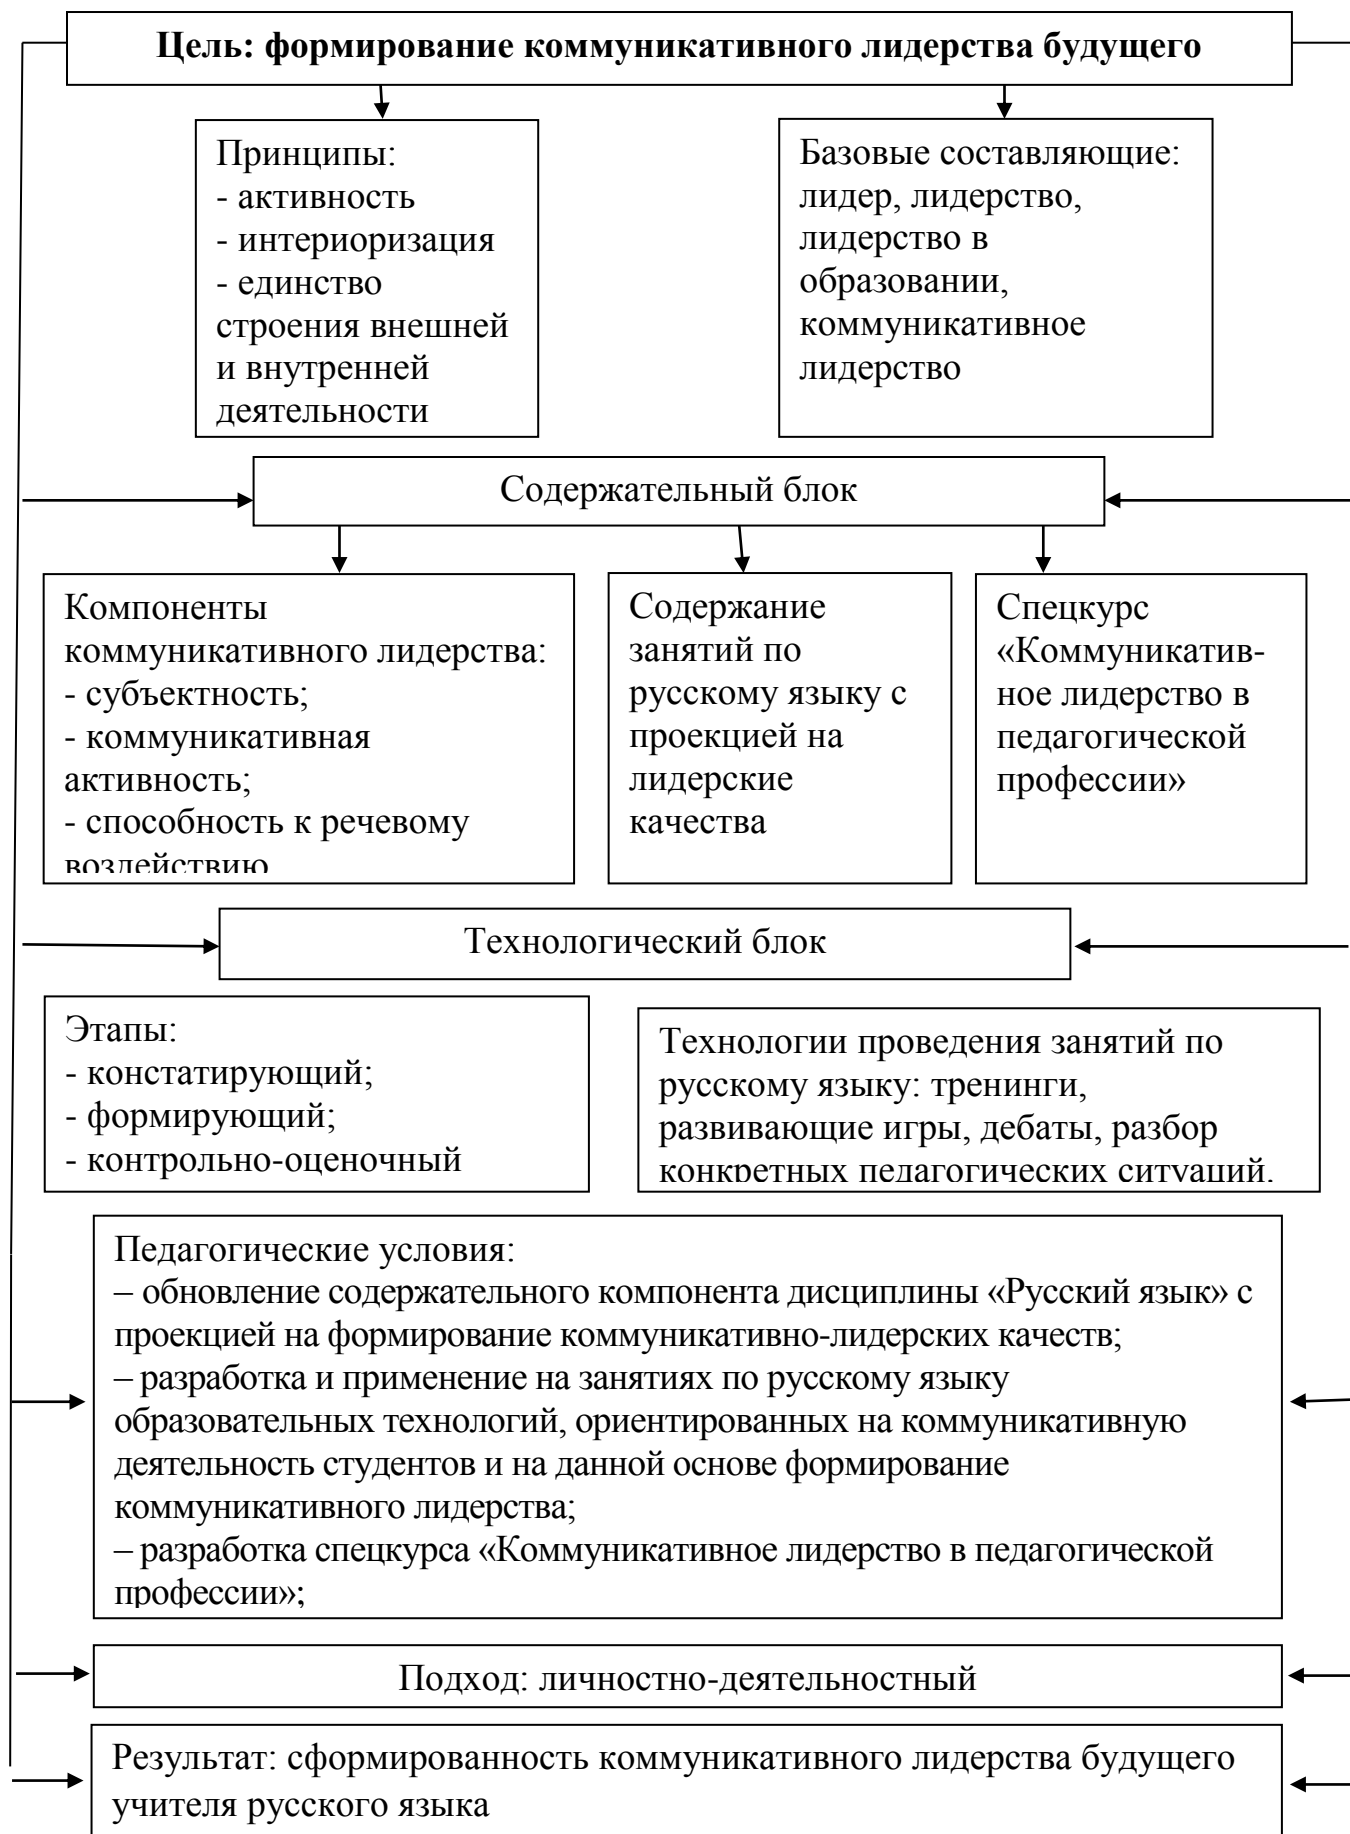 Цель: формирование коммуникативного лидерства будущего
Принципы:
- активность
- интериоризация
- единство
строения внешней
и внутренней
деятельности
Базовые составляющие:
лидер, лидерство,
лидерство в
образовании,
коммуникативное
лидерство
Содержательный блок
Компоненты
коммуникативного лидерства:
- субъектность;
- коммуникативная
активность;
- способность к речевому
воздействию
Содержание
занятий по
русскому языку с
проекцией на
лидерские
качества
Спецкурс
«Коммуникатив-
ное лидерство в
педагогической
профессии»
Технологический блок
Этапы:
- констатирующий;
- формирующий;
- контрольно-оценочный
Технологии проведения занятий по
русскому языку: тренинги,
развивающие игры, дебаты, разбор
конкретных педагогических ситуаций.
Педагогические условия:
– обновление содержательного компонента дисциплины «Русский язык» с
проекцией на формирование коммуникативно-лидерских качеств;
– разработка и применение на занятиях по русскому языку
образовательных технологий, ориентированных на коммуникативную
деятельность студентов и на данной основе формирование
коммуникативного лидерства;
– разработка спецкурса «Коммуникативное лидерство в педагогической
профессии»;
Подход: личностно-деятельностный
Результат: сформированность коммуникативного лидерства будущего
учителя русского языка